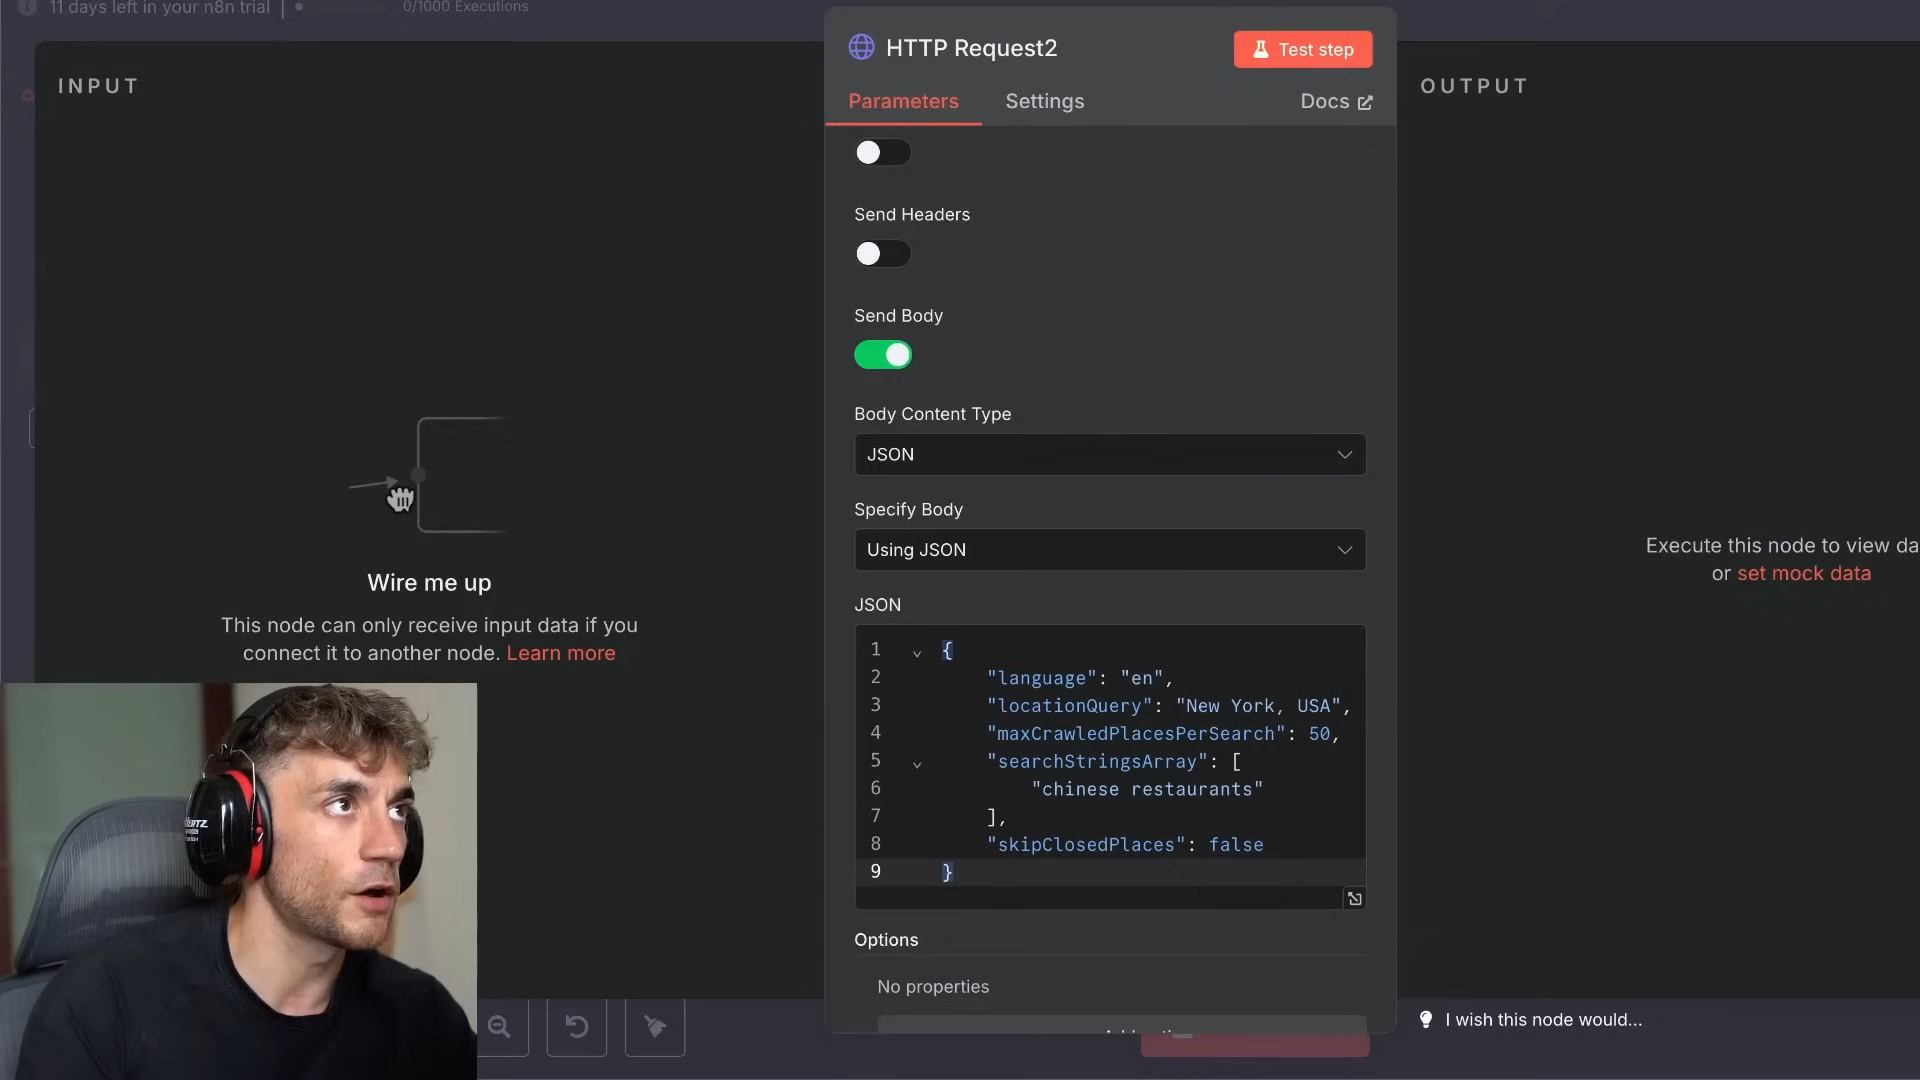 11 days left in your n8n trial
0/1000 Executions
INPUT
HTTP Request2
Test step
OUTPUT
Parameters
Settings
Docs
Send Headers
Send Body
Body Content Type
JSON
Specify Body
Using JSON
JSON
1 {
2 "language": "en",
3 "locationQuery": "New York, USA",
4 "maxCrawledPlacesPerSearch": 50,
5 "searchStringsArray": [
6 "chinese restaurants"
7 ],
8 "skipClosedPlaces": false
9 }
Options
No properties
Wire me up
This node can only receive input data if you
connect it to another node. Learn more
Execute this node to view da
or set mock data
I wish this node would...